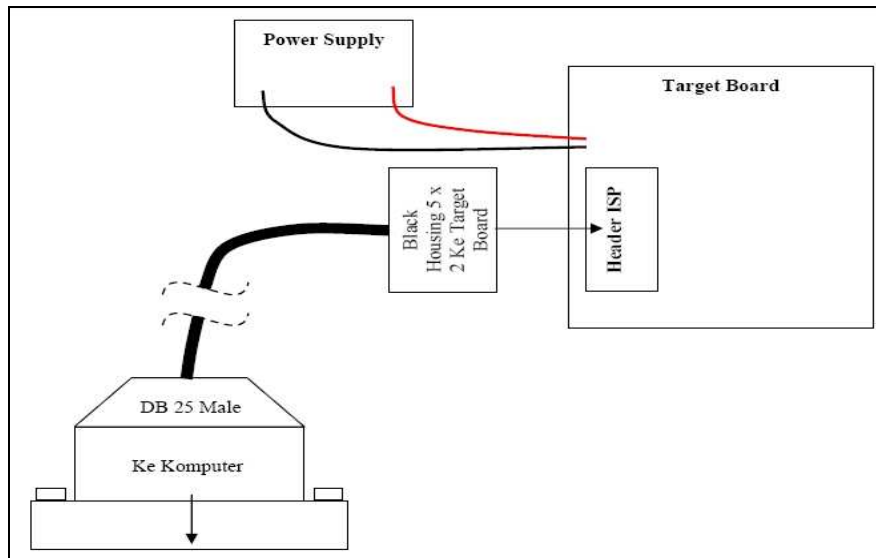 Power Supply
Target Board
Black
Housing 5 x
2 Ke Target
Board
Header ISP
DB 25 Male
Ke Komputer